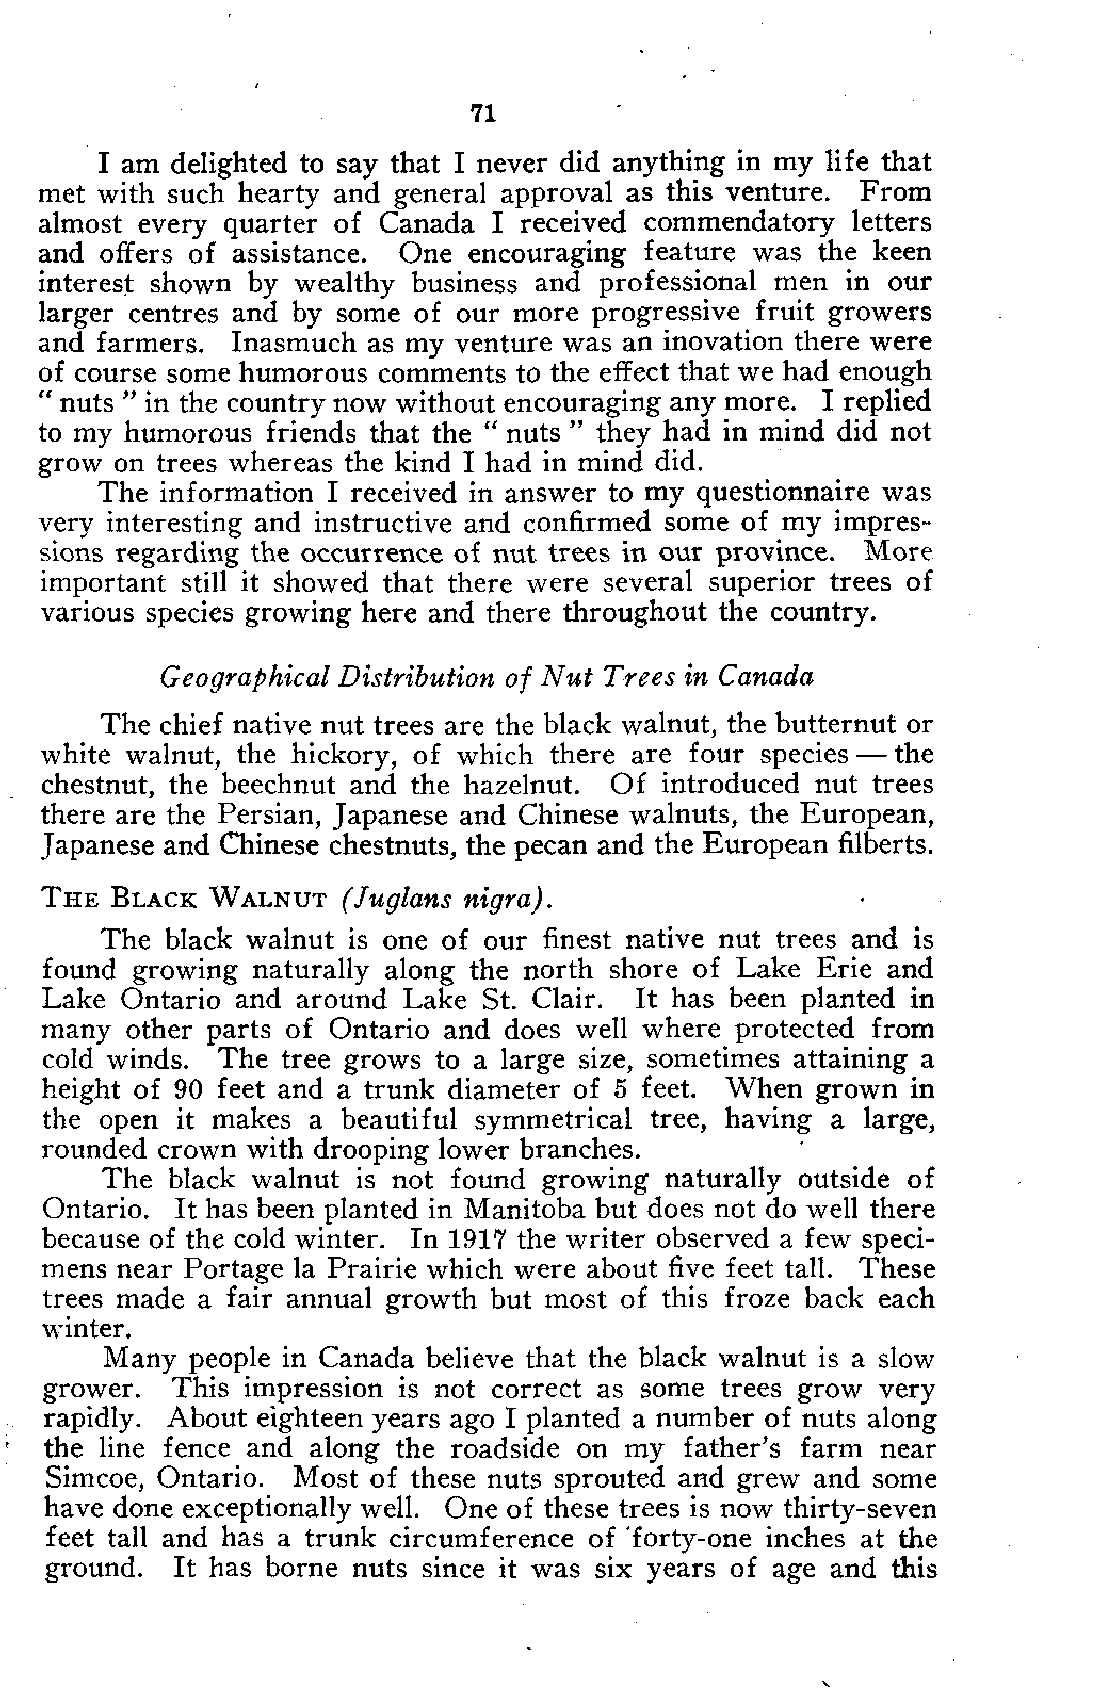 71
I am delighted to say that I never did anything in my life that
met with such hearty and general approval as this venture. From
almost every quarter of Canada I received commendatory letters
and offers of assistance. One encouraging feature was the keen
interest shown by wealthy business and professional men in our
larger centres and by some of our more progressive fruit growers
and farmers. Inasmuch as my venture was an inovation there were
of course some humorous comments to the effect that we had enough
" nuts " in the country now without encouraging any more. I replied
to my humorous friends that the " nuts " they had in mind did not
grow on trees whereas the kind I had in mind did.
The information I received in answer to my questionnaire was
very interesting and instructive and confirmed some of my impres-
sions regarding the occurrence of nut trees in our province. More
important still it showed that there were several superior trees of
various species growing here and there throughout the country.
Geographical Distribution of Nut Trees in Canada
The chief native nut trees are the black walnut, the butternut or
white walnut, the hickory, of which there are four species — the
chestnut, the beechnut and the hazelnut. Of introduced nut trees
there are the Persian, Japanese and Chinese walnuts, the European,
Japanese and Chinese chestnuts, the pecan and the European filberts.
THE BLACK WALNUT (Juglans nigra).
The black walnut is one of our finest native nut trees and is
found growing naturally along the north shore of Lake Erie and
Lake Ontario and around Lake St. Clair. It has been planted in
many other parts of Ontario and does well where protected from
cold winds. The tree grows to a large size, sometimes attaining a
height of 90 feet and a trunk diameter of 5 feet. When grown in
the open it makes a beautiful symmetrical tree, having a large,
rounded crown with drooping lower branches.
The black walnut is not found growing naturally outside of
Ontario. It has been planted in Manitoba but does not do well there
because of the cold winter. In 1917 the writer observed a few speci-
mens near Portage la Prairie which were about five feet tall. These
trees made a fair annual growth but most of this froze back each
winter.
Many people in Canada believe that the black walnut is a slow
grower. This impression is not correct as some trees grow very
rapidly. About eighteen years ago I planted a number of nuts along
the line fence and along the roadside on my father's farm near
Simcoe, Ontario. Most of these nuts sprouted and grew and some
have done exceptionally well. One of these trees is now thirty-seven
feet tall and has a trunk circumference of forty-one inches at the
ground. It has borne nuts since it was six years of age and this